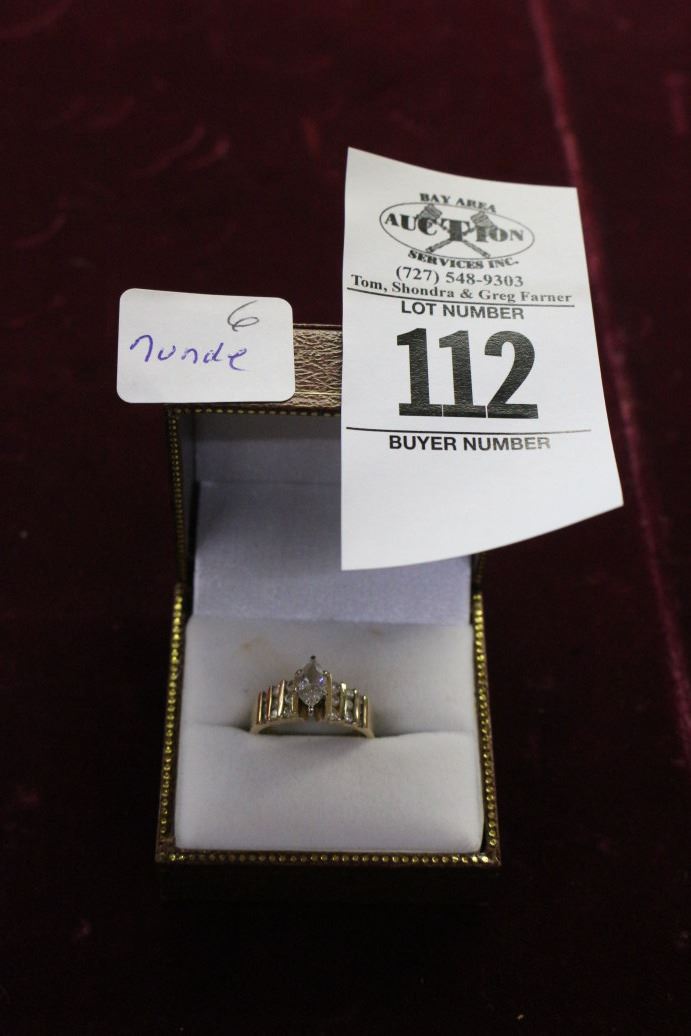 BAY AREA
AUCTION
SERVICES INC.
(727) 548-9303
Tom, Shondra & Greg Farner
LOT NUMBER
112
BUYER NUMBER
6
nunde